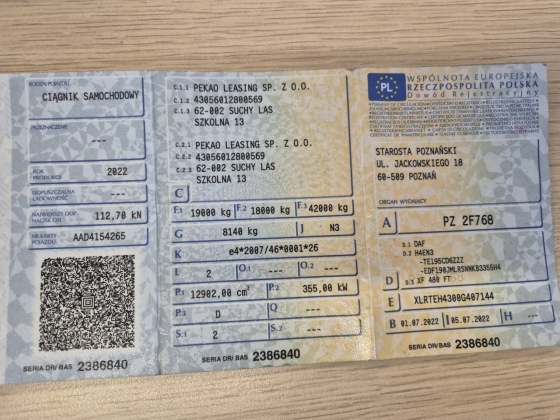 RODZAJ POJAZDU
CIĄGNIK SAMOCHODOWY
PRZEZNACZENIE
---
ROK PRODUKCJI
2022
DOPUSZCZALNA ŁADOWNOŚĆ
---
NAJWIĘKSZY DOP. NACISK OSI
112,70 kN
NR KARTY POJAZDU
AAD4154265
SERIA DR/BAS 2386840
C.1.1 PEKAO LEASING SP. Z O.O.
C.1.2 43056012800569
C.1.3 62-002 SUCHY LAS
SZKOLNA 13
C.2.1 PEKAO LEASING SP. Z O.O.
C.2.2 43056012800569
C.2.3 62-002 SUCHY LAS
SZKOLNA 13
C
F.1 19000 kg F.2 18000 kg F.3 42000 kg
G 8140 kg J N3
K e4*2007/46*0001*26
L 2 O.1 --- O.2 ---
P.1 12902,00 cm³ P.2 355,00 kW
P.3 D Q ---
S.1 2 S.2 ---
SERIA DR/BAS 2386840
PL
WSPÓLNOTA EUROPEJSKA
RZECZPOSPOLITA POLSKA
Dowód Rejestracyjny
STAROSTA POZNAŃSKI
UL. JACKOWSKIEGO 18
60-509 POZNAŃ
ORGAN WYDAJĄCY
A PZ 2F768
D.1 DAF
D.2 H4EN3
-TE195CD6ZZZ
D
D.3 XF 480 FT
E XLRTEH4300G407144
B 01.07.2022 I 05.07.2022 H ---
SERIA DR/BAS 2386840